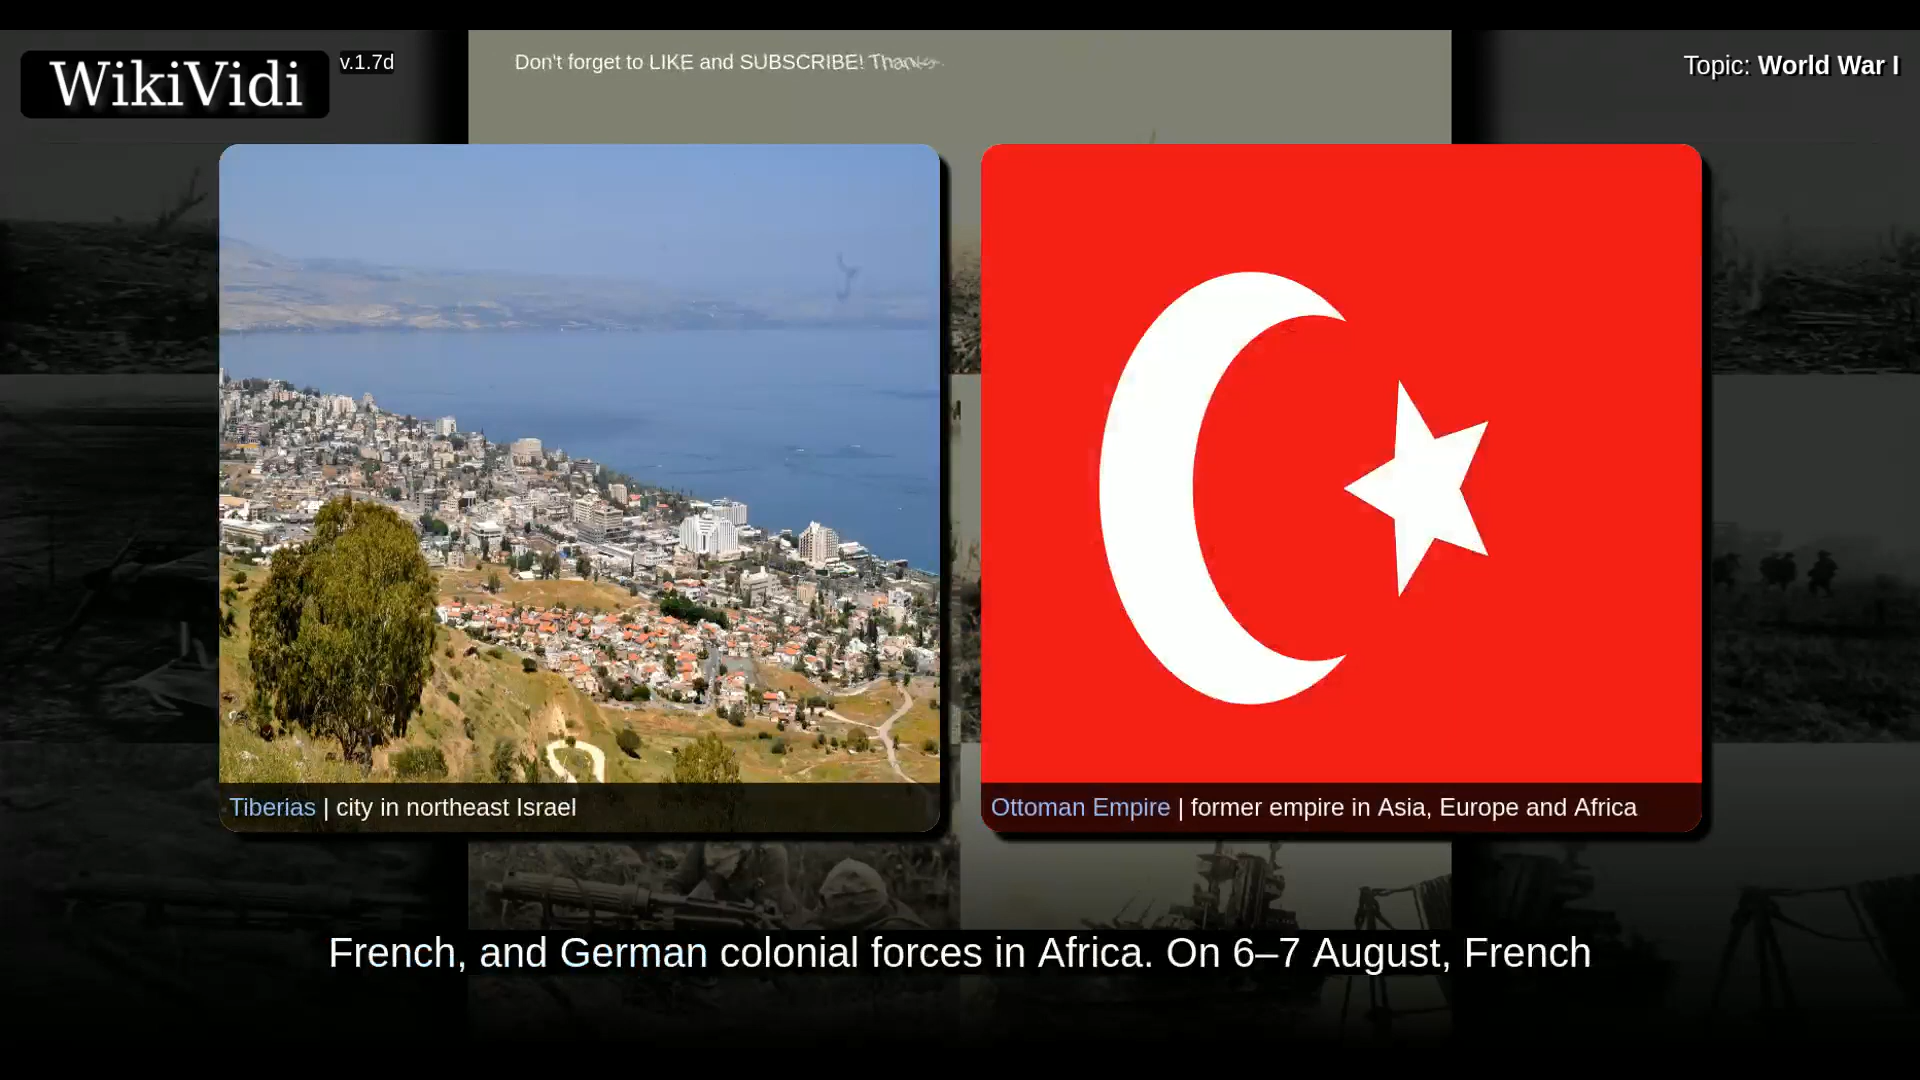 WikiVidi
v.1.7d
Don't forget to LIKE and SUBSCRIBE! Thanks.
Topic: World War I
Tiberias | city in northeast Israel
Ottoman Empire | former empire in Asia, Europe and Africa
French, and German colonial forces in Africa. On 6–7 August, French